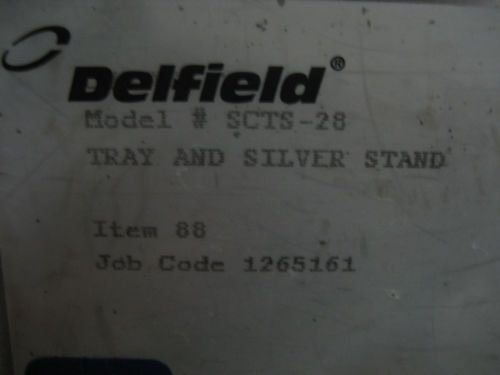 Delfield®
Model # SCTS-28
TRAY AND SILVER STAND
Item 88
Job Code 1265161